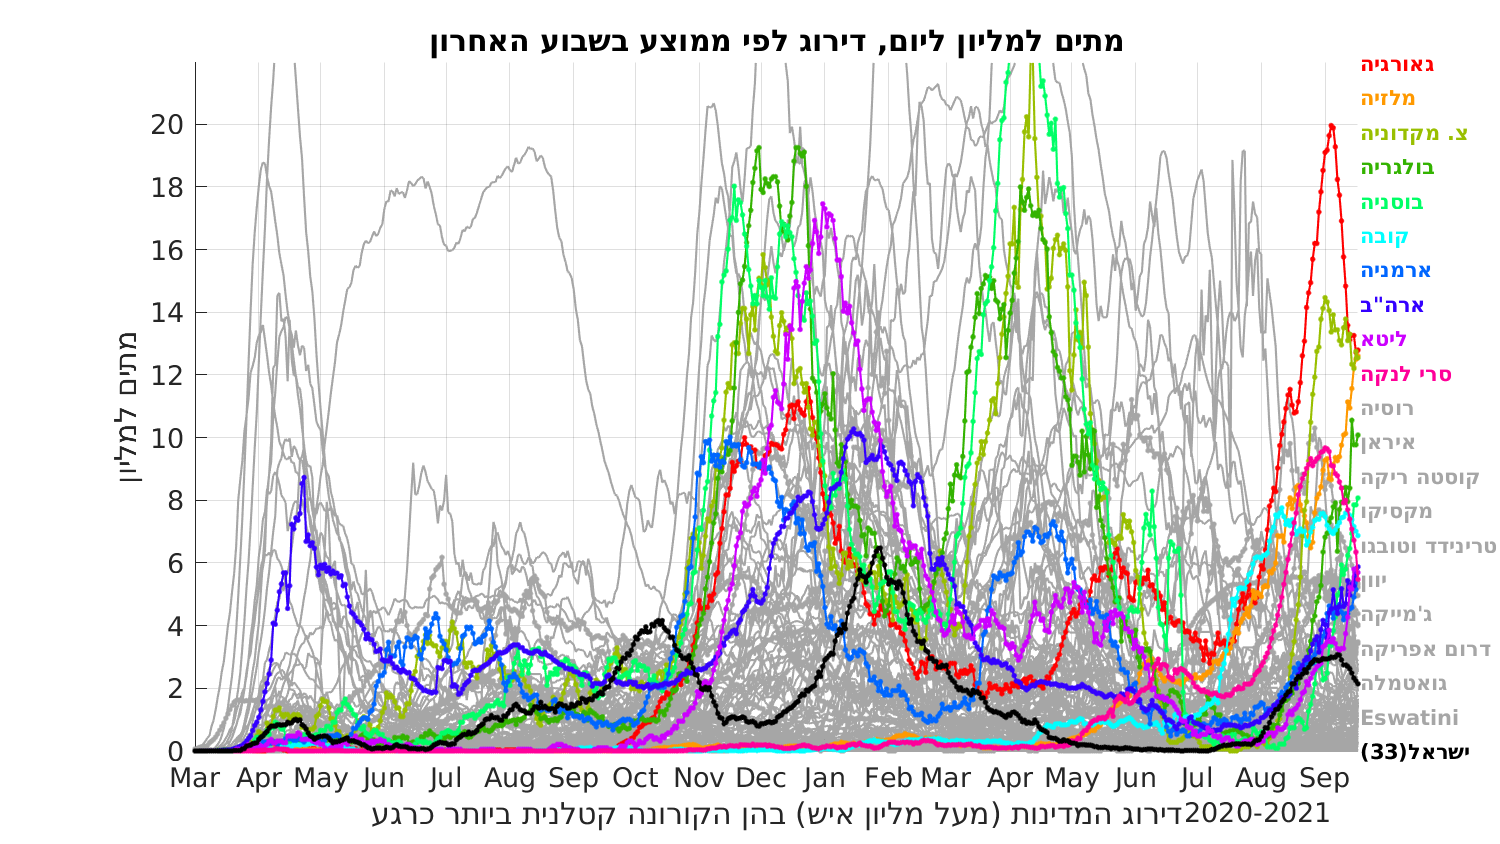 מתים למליון ליום, דירוג לפי ממוצע בשבוע האחרון
מתים למליון
20
18
16
14
12
10
8
6
4
2
0
Mar Apr May Jun Jul Aug Sep Oct Nov Dec Jan Feb Mar Apr May Jun Jul Aug Sep
דירוג המדינות (מעל מליון איש) בהן הקורונה קטלנית ביותר כרגע2020-2021
גאורגיה
מלזיה
צ. מקדוניה
בולגריה
בוסניה
קובה
ארמניה
ארה"ב
ליטא
סרי לנקה
רוסיה
איראן
קוסטה ריקה
מקסיקו
טרינידד וטובגו
יוון
ג'מייקה
דרום אפריקה
גואטמלה
Eswatini
ישראל(33)